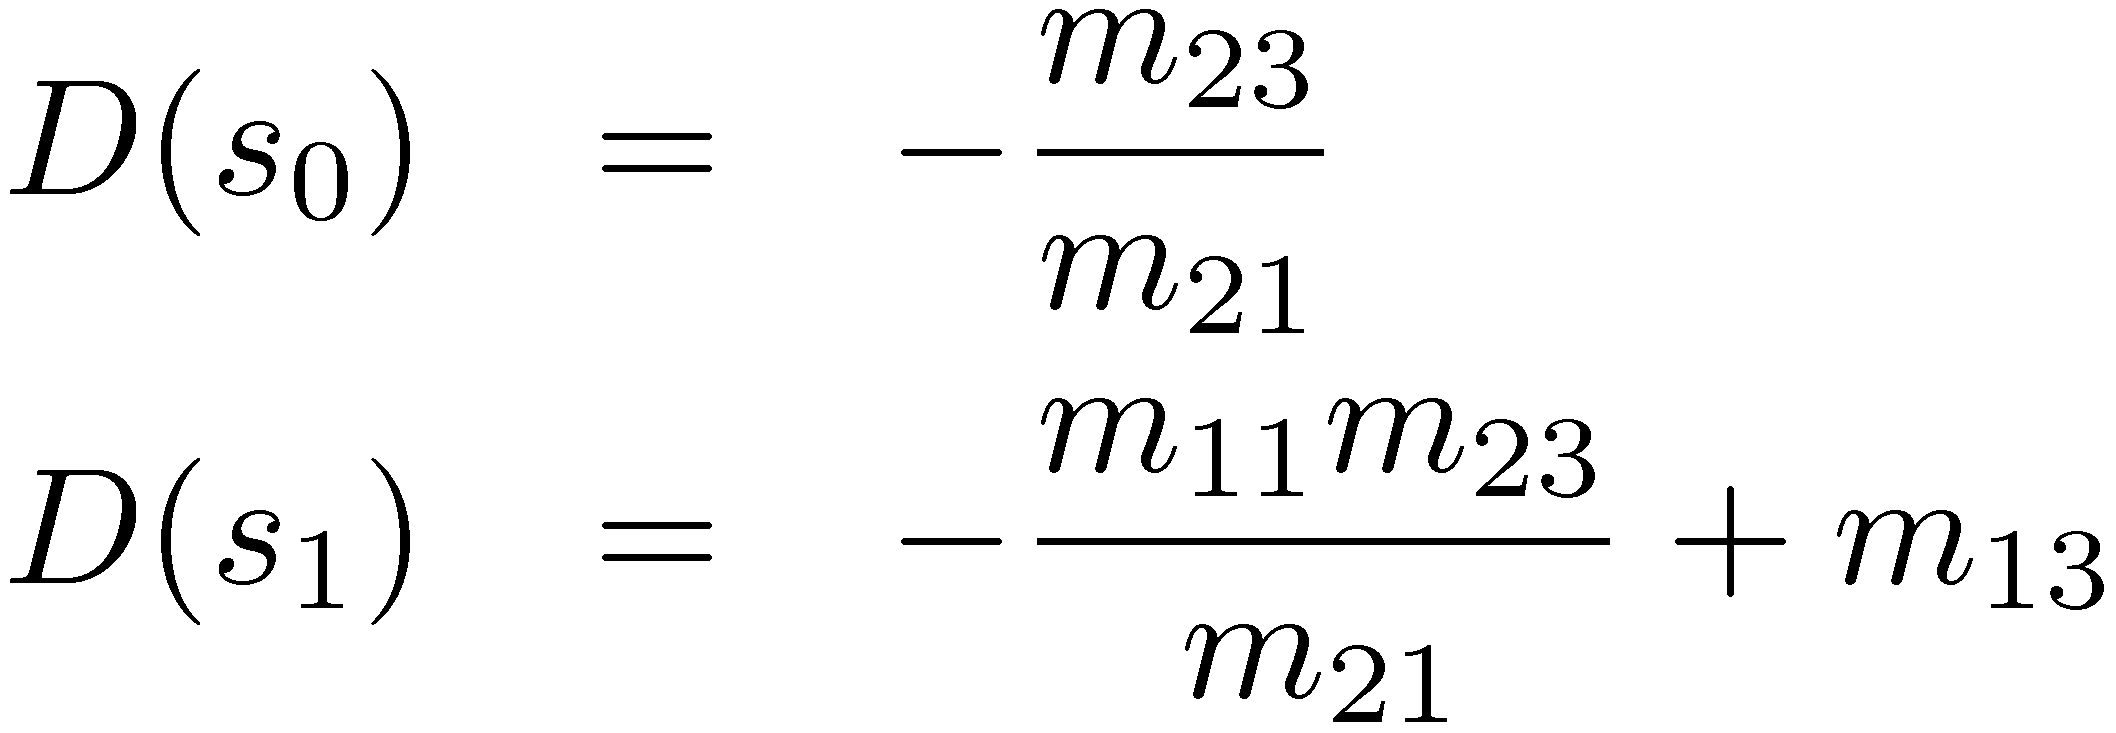 D(s_0) = -\frac{m_{23}}{m_{21}}
D(s_1) = -\frac{m_{11}m_{23}}{m_{21}} + m_{13}